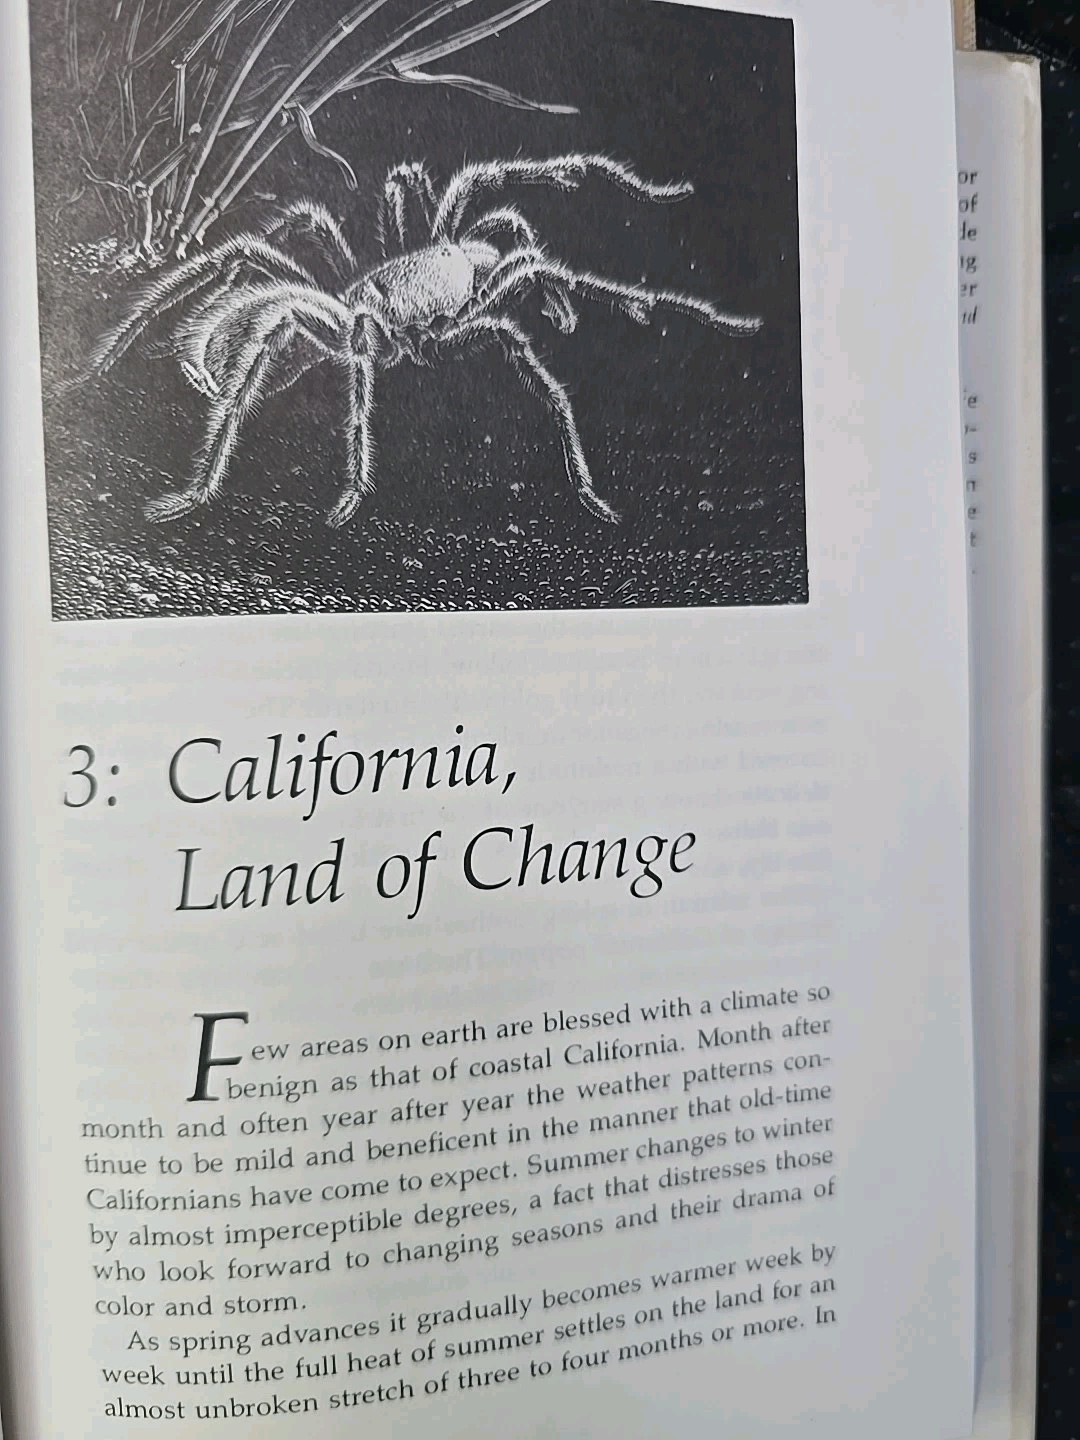 3: California,
Land of Change
Few areas on earth are blessed with a climate so
benign as that of coastal California. Month after
month and often year after year the weather patterns con-
tinue to be mild and beneficent in the manner that old-time
Californians have come to expect. Summer changes to winter
by almost imperceptible degrees, a fact that distresses those
who look forward to changing seasons and their drama of
color and storm.
As spring advances it gradually becomes warmer week by
week until the full heat of summer settles on the land for an
almost unbroken stretch of three to four months or more. In
or
of